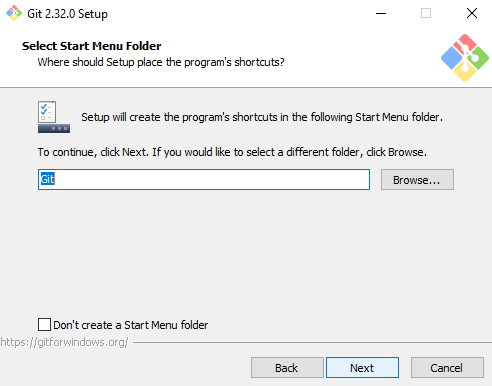 Git 2.32.0 Setup
Select Start Menu Folder
Where should Setup place the program's shortcuts?
Setup will create the program's shortcuts in the following Start Menu folder.
To continue, click Next. If you would like to select a different folder, click Browse.
Git
Browse...
Don't create a Start Menu folder
https://gitforwindows.org/
Back
Next
Cancel